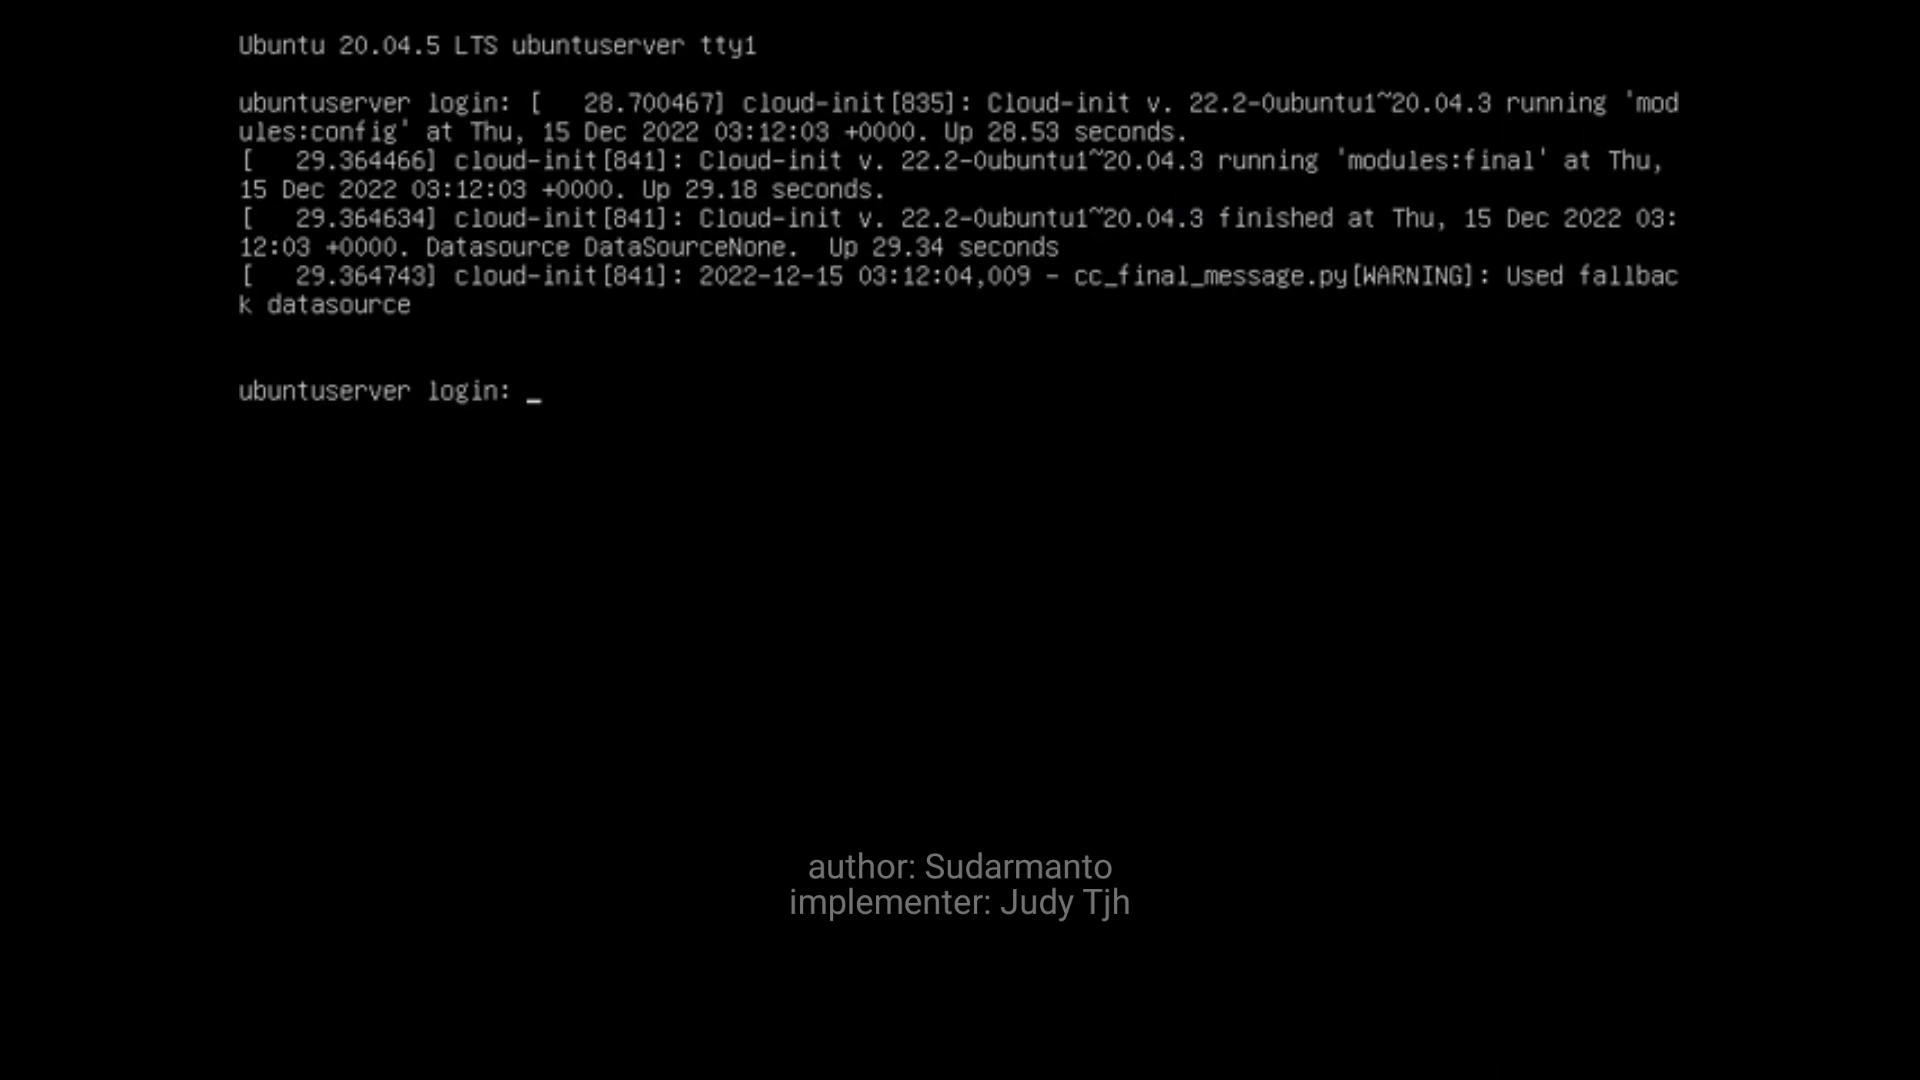 Ubuntu 20.04.5 LTS ubuntuserver tty1
ubuntuserver login: [   28.700467] cloud-init[835]: Cloud-init v. 22.2-0ubuntu1~20.04.3 running 'mod
ules:config' at Thu, 15 Dec 2022 03:12:03 +0000. Up 28.53 seconds.
[   29.364466] cloud-init[841]: Cloud-init v. 22.2-0ubuntu1~20.04.3 running 'modules:final' at Thu,
15 Dec 2022 03:12:03 +0000. Up 29.18 seconds.
[   29.364634] cloud-init[841]: Cloud-init v. 22.2-0ubuntu1~20.04.3 finished at Thu, 15 Dec 2022 03:
12:03 +0000. Datasource DataSourceNone.  Up 29.34 seconds
[   29.364743] cloud-init[841]: 2022-12-15 03:12:04,009 - cc_final_message.py[WARNING]: Used fallbac
k datasource
ubuntuserver login: _
author: Sudarmanto
implementer: Judy Tjh